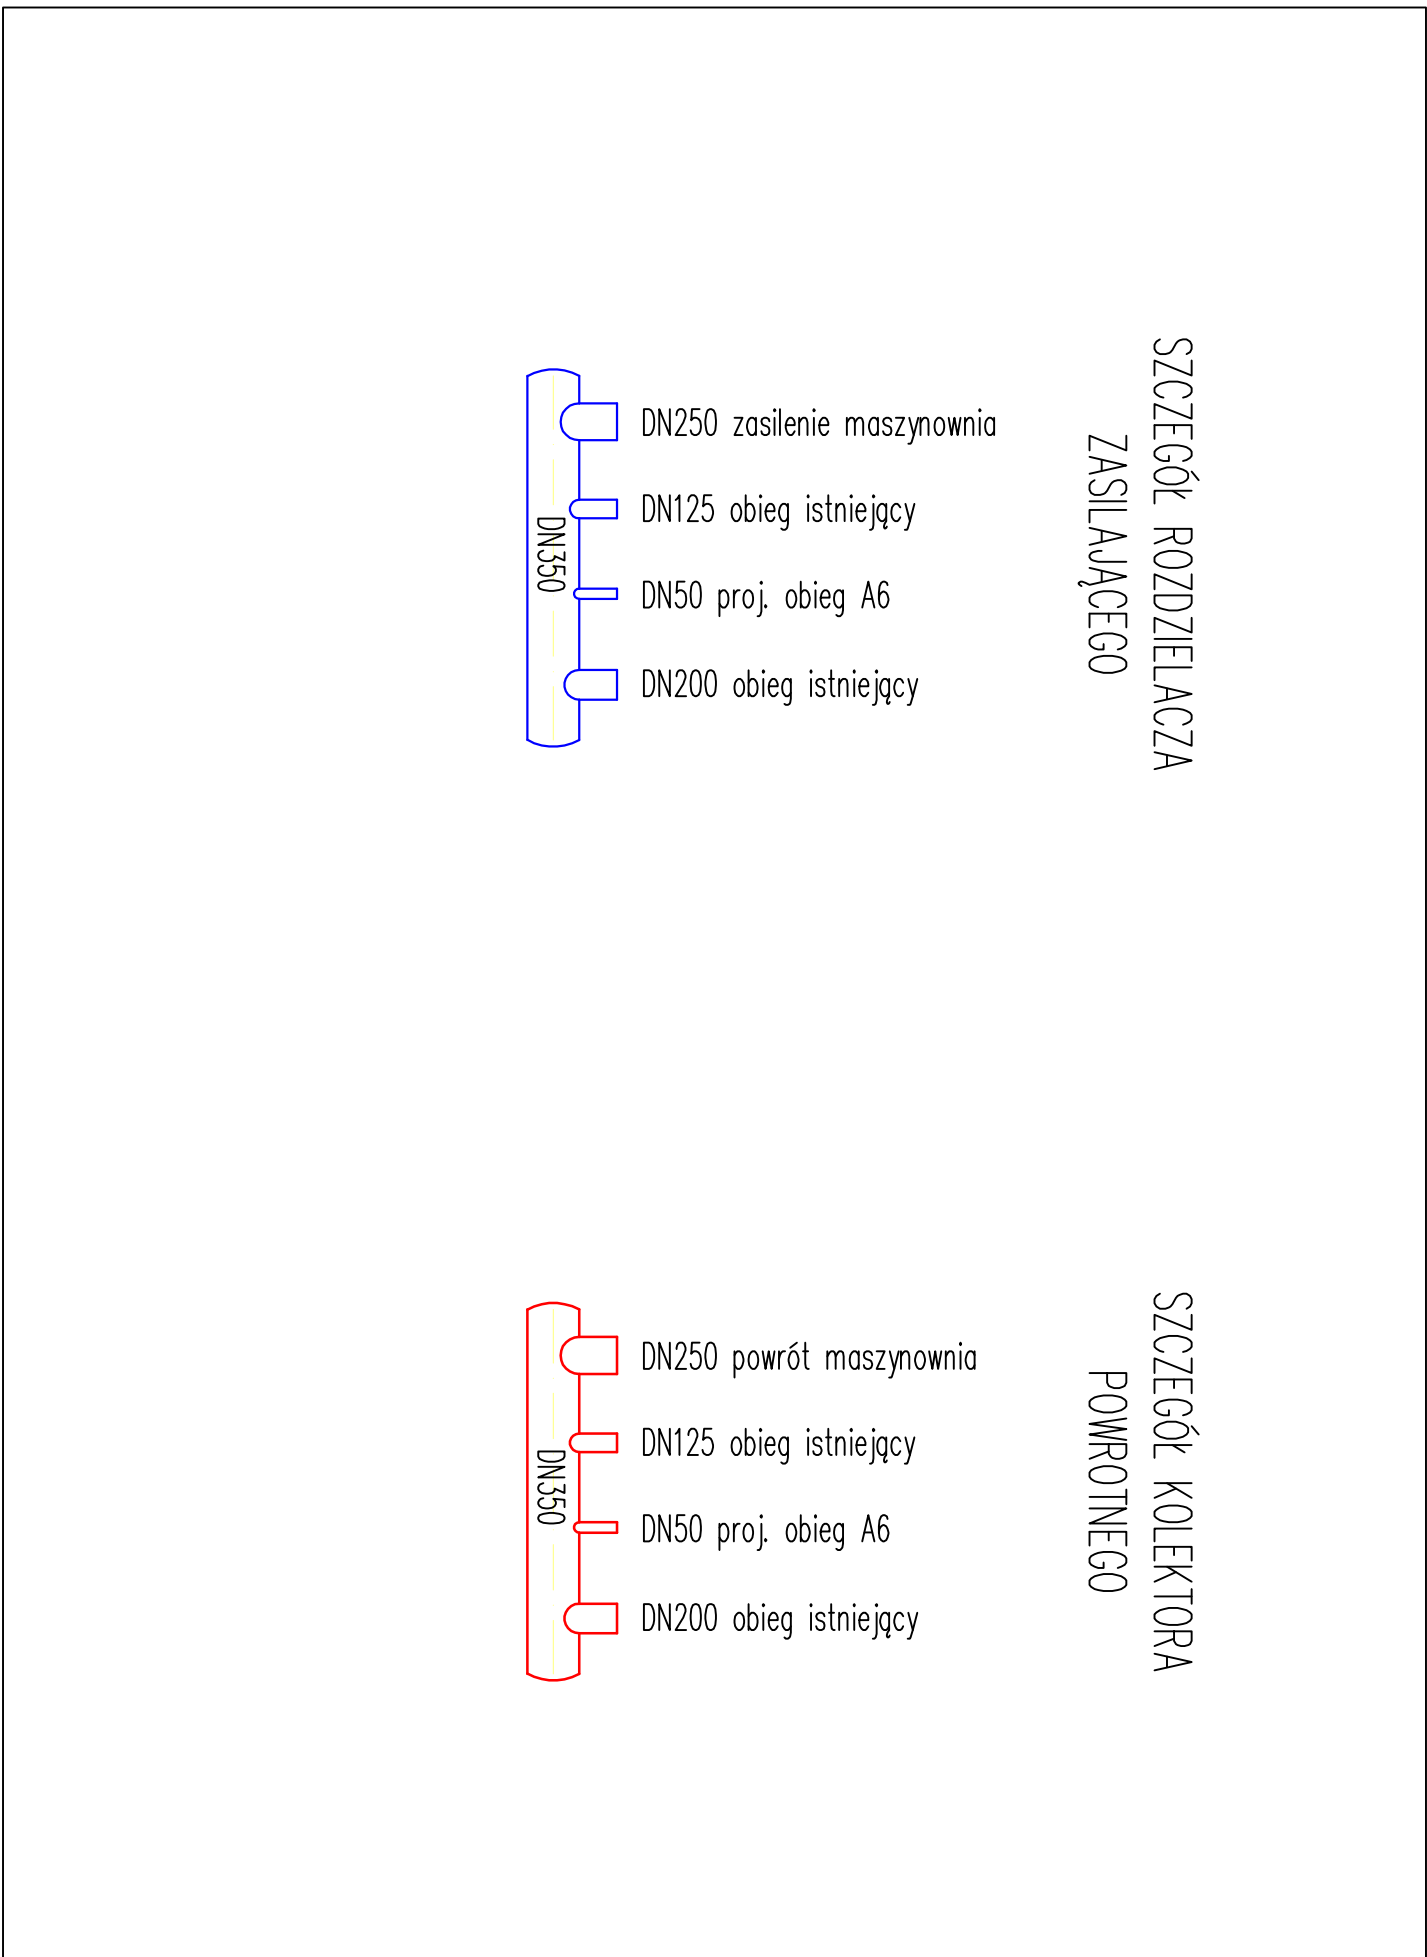 SZCZEGÓŁ ROZDZIELACZA
ZASILAJĄCEGO
DN350
DN250 zasilenie maszynownia
DN125 obieg istniejący
DN50 proj. obieg A6
DN200 obieg istniejący
SZCZEGÓŁ KOLEKTORA
POWROTNEGO
DN350
DN250 powrót maszynownia
DN125 obieg istniejący
DN50 proj. obieg A6
DN200 obieg istniejący